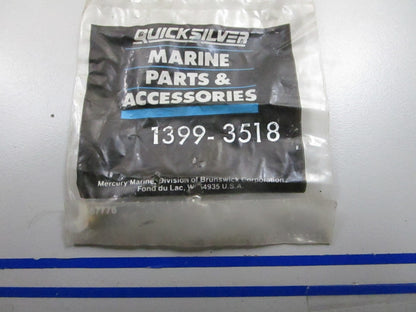 QUICKSILVER
MARINE
PARTS &
ACCESSORIES
1399-3518
Mercury Marine, Division of Brunswick Corporation
Fond du Lac, WI 54935 U.S.A.